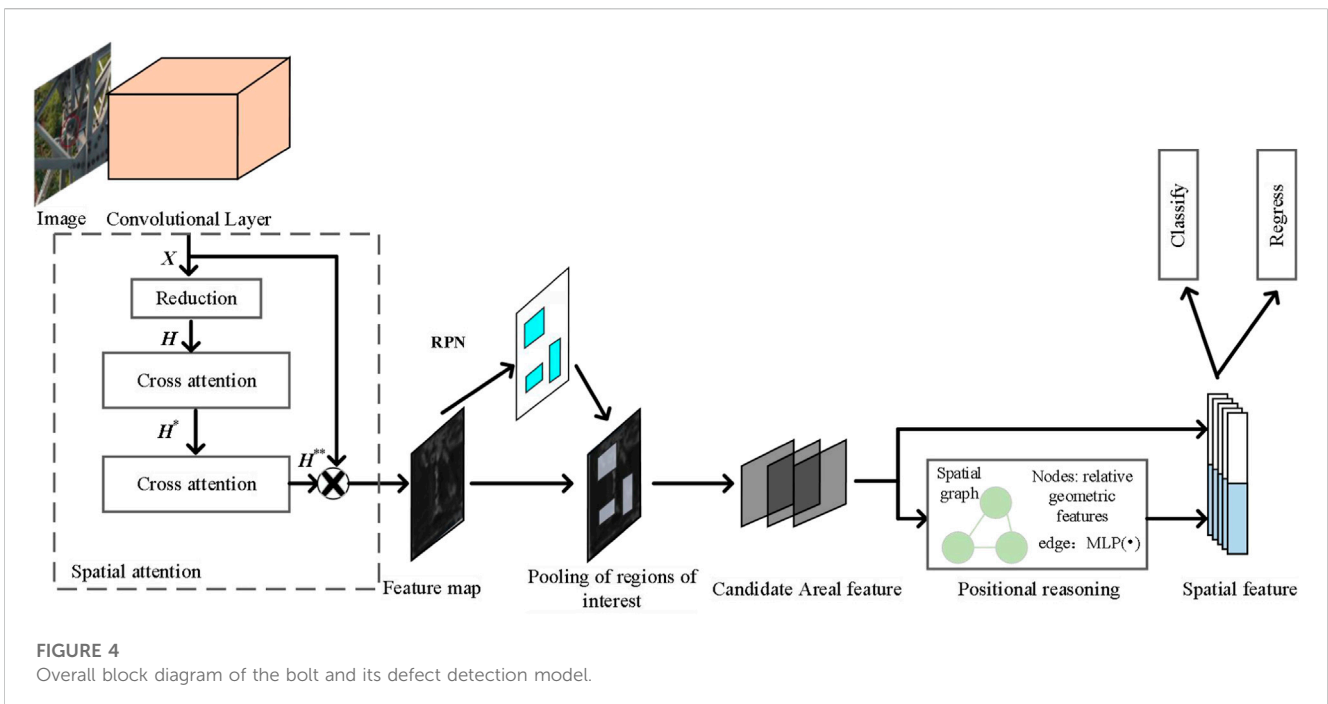 Image
Convolutional Layer
X
Reduction
H
Cross attention
H*
Cross attention
H**
Spatial attention
RPN
Feature map
Pooling of regions of
interest
Candidate Areal feature
Spatial
graph
Nodes: relative
geometric
features
edge: MLP(•)
Positional reasoning
Classify
Regress
Spatial feature
FIGURE 4
Overall block diagram of the bolt and its defect detection model.